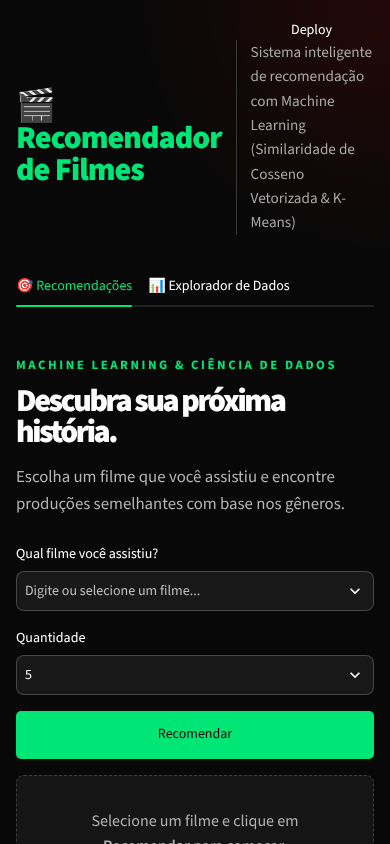 Deploy
🎬
Recomendador
de Filmes
Sistema inteligente
de recomendação
com Machine
Learning
(Similaridade de
Cosseno
Vetorizada & K-
Means)
🎯 Recomendações
📊 Explorador de Dados
MACHINE LEARNING & CIÊNCIA DE DADOS
Descubra sua próxima
história.
Escolha um filme que você assistiu e encontre
produções semelhantes com base nos gêneros.
Qual filme você assistiu?
Digite ou selecione um filme...
Quantidade
5
Recomendar
Selecione um filme e clique em
Recomendar para começar